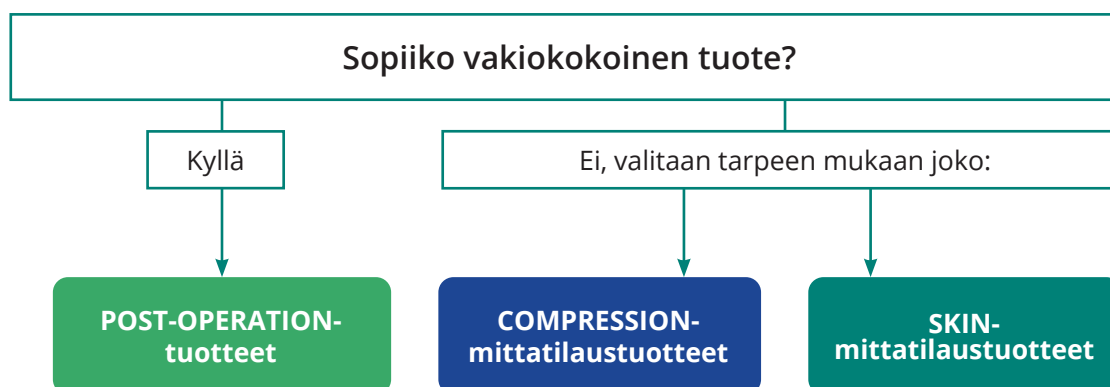 Sopiiko vakiokokoinen tuote?
Kyllä
Ei, valitaan tarpeen mukaan joko:
POST-OPERATION-
tuotteet
COMPRESSION-
mittatilaustuotteet
SKIN-
mittatilaustuotteet